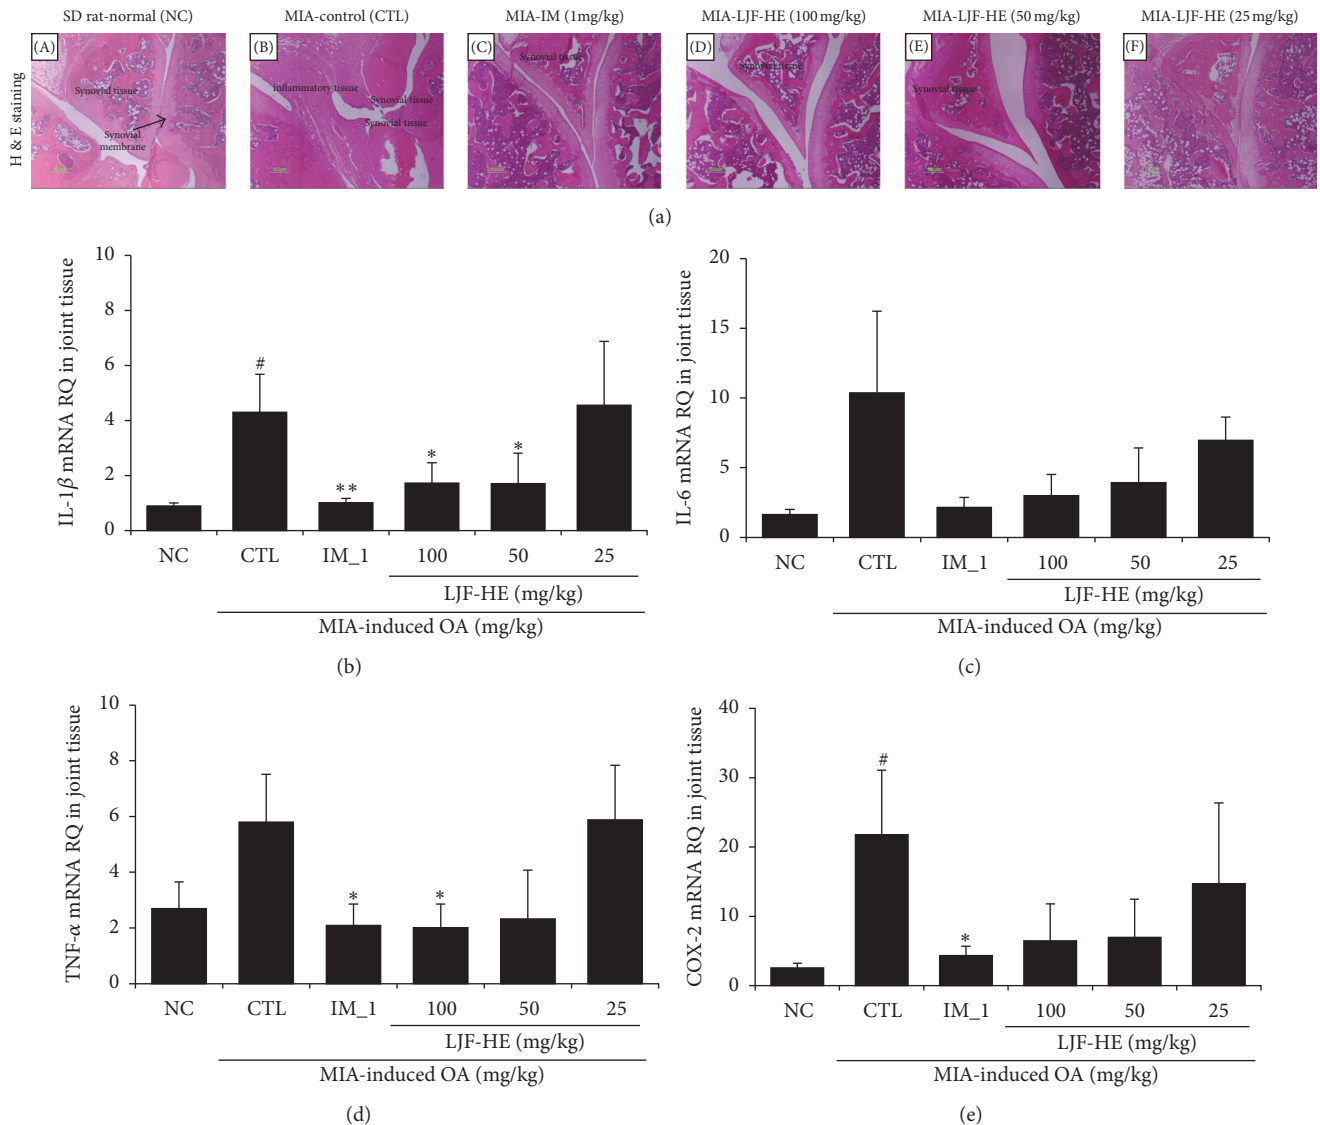 SD rat-normal (NC)
MIA-control (CTL)
MIA-IM (1mg/kg)
MIA-LJF-HE (100 mg/kg)
MIA-LJF-HE (50 mg/kg)
MIA-LJF-HE (25 mg/kg)
H & E staining
(A)
Synovial tissue
Synovial
membrane
(B)
inflammatory tissue
Synovial tissue
Synovial tissue
(C)
Synovial tissue
(D)
Synovial tissue
(E)
Synovial tissue
(F)
(a)
IL-1β mRNA RQ in joint tissue
10
8
6
4
2
0
#
**
*
*
NC
CTL
IM_1
100
50
25
LJF-HE (mg/kg)
MIA-induced OA (mg/kg)
(b)
IL-6 mRNA RQ in joint tissue
20
15
10
5
0
NC
CTL
IM_1
100
50
25
LJF-HE (mg/kg)
MIA-induced OA (mg/kg)
(c)
TNF-α mRNA RQ in joint tissue
10
8
6
4
2
0
*
*
NC
CTL
IM_1
100
50
25
LJF-HE (mg/kg)
MIA-induced OA (mg/kg)
(d)
COX-2 mRNA RQ in joint tissue
40
30
20
10
0
#
*
NC
CTL
IM_1
100
50
25
LJF-HE (mg/kg)
MIA-induced OA (mg/kg)
(e)